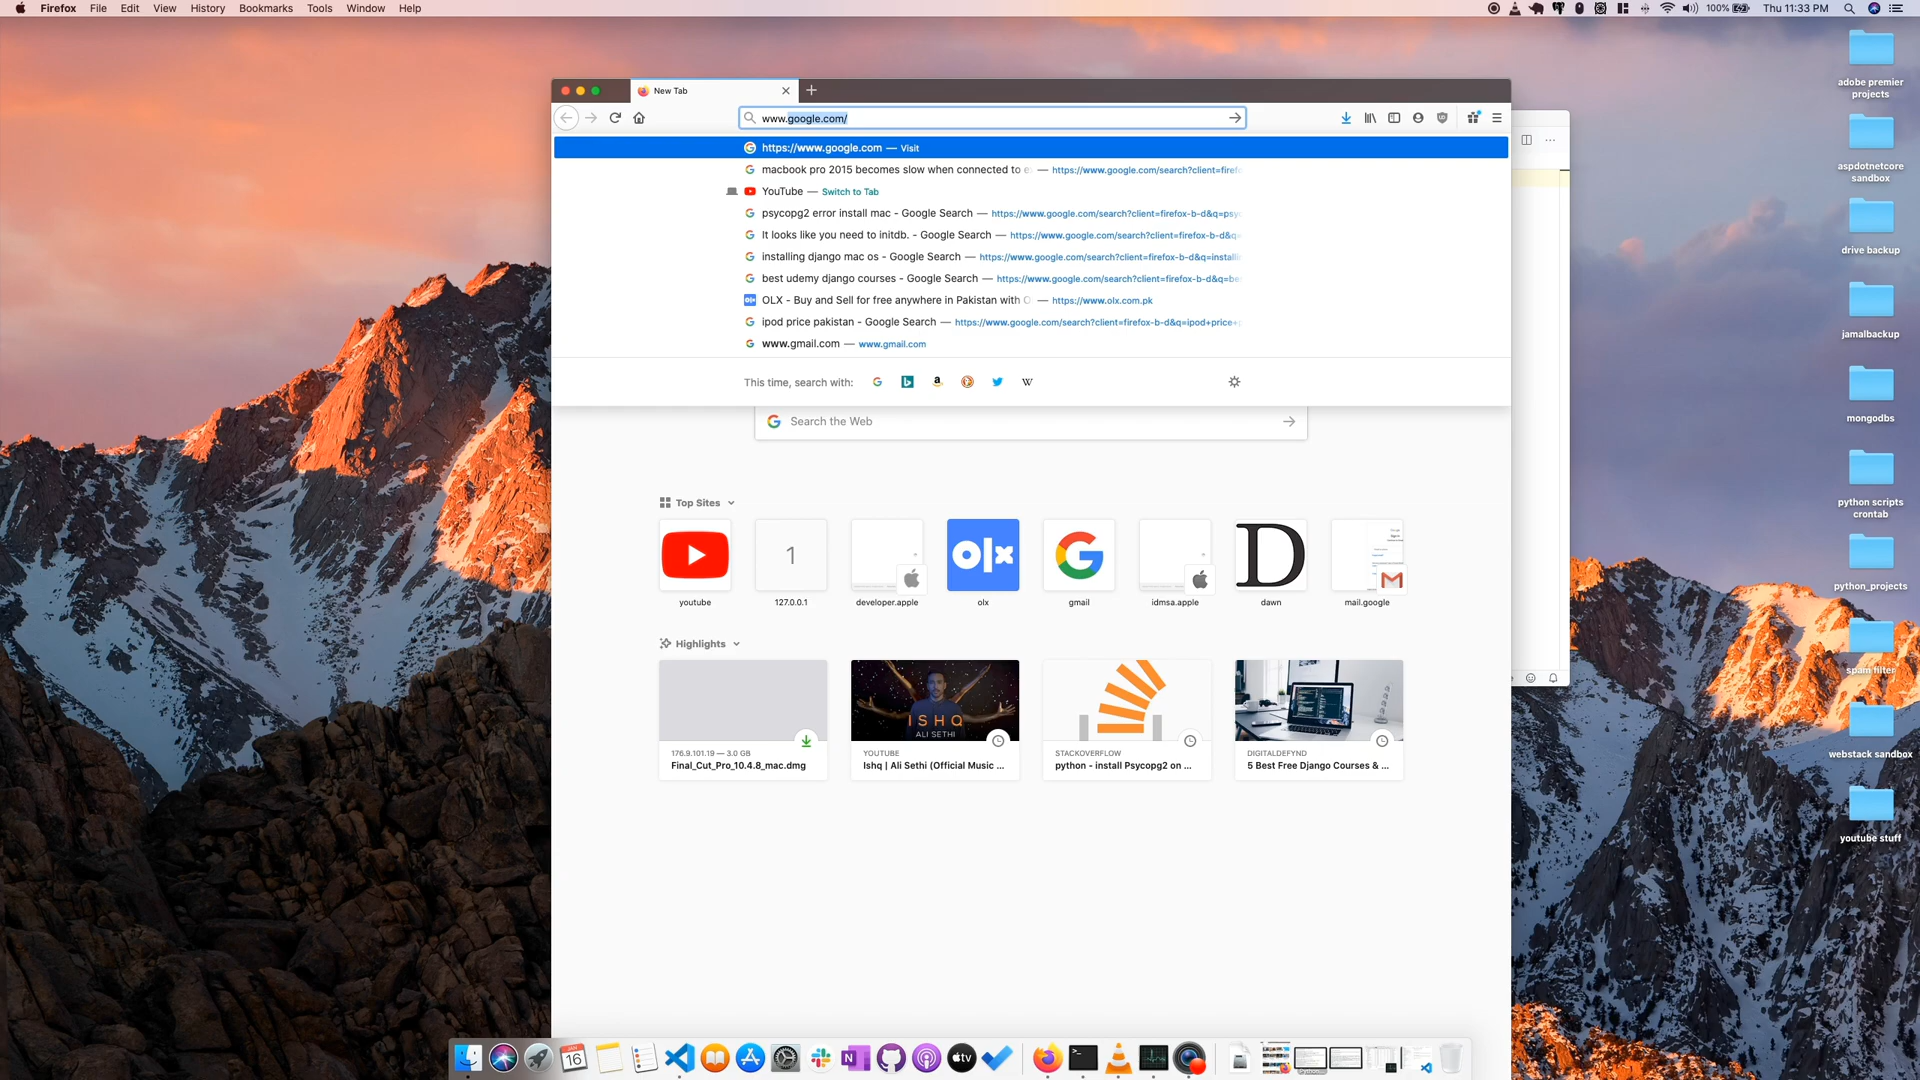 Firefox File Edit View History Bookmarks Tools Window Help
100% Thu 11:33 PM
New Tab
www.google.com/
https://www.google.com — Visit
macbook pro 2015 becomes slow when connected to e — https://www.google.com/search?client=firef
YouTube — Switch to Tab
psycopg2 error install mac - Google Search — https://www.google.com/search?client=firefox-b-d&q=psyc
It looks like you need to initdb. - Google Search — https://www.google.com/search?client=firefox-b-d&q=
installing django mac os - Google Search — https://www.google.com/search?client=firefox-b-d&q=installi
best udemy django courses - Google Search — https://www.google.com/search?client=firefox-b-d&q=be
OLX - Buy and Sell for free anywhere in Pakistan with O — https://www.olx.com.pk
ipod price pakistan - Google Search — https://www.google.com/search?client=firefox-b-d&q=ipod+price+
www.gmail.com — www.gmail.com
This time, search with:
Search the Web
Top Sites
1
olx
D
youtube 127.0.0.1 developer.apple olx gmail idmsa.apple dawn mail.google
Highlights
ISHQ
ALI SETHI
176.9.101.19 — 3.0 GB
Final_Cut_Pro_10.4.8_mac.dmg
YOUTUBE
Ishq | Ali Sethi (Official Music ...
STACKOVERFLOW
python - install Psycopg2 on ...
DIGITALDEFYND
5 Best Free Django Courses & ...
adobe premier
projects
aspdotnetcore
sandbox
drive backup
jamalbackup
mongodbs
python scripts
crontab
python_projects
spam filter
webstack sandbox
youtube stuff
JAN
16
tv